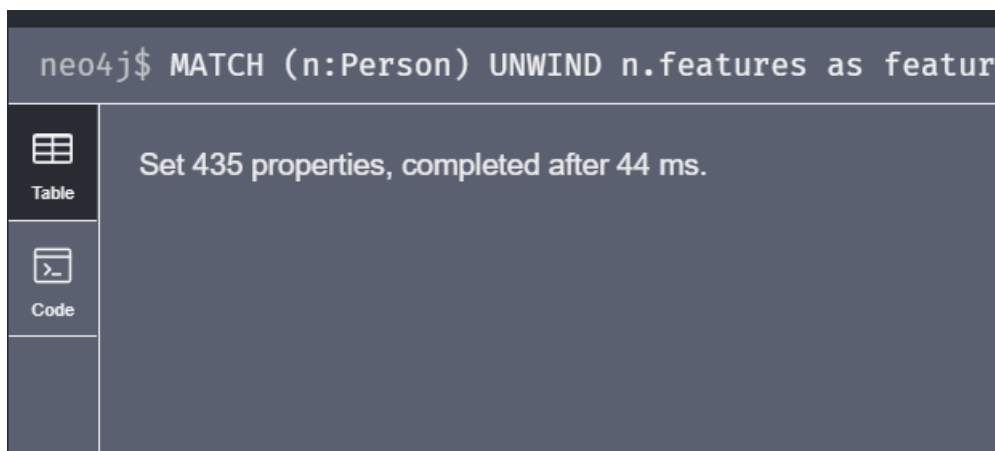 neo4j$ MATCH (n:Person) UNWIND n.features as featur
Table
Set 435 properties, completed after 44 ms.
Code